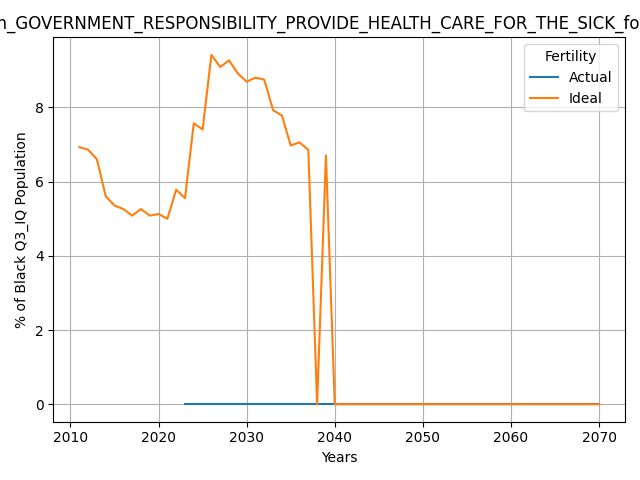 n_GOVERNMENT_RESPONSIBILITY_PROVIDE_HEALTH_CARE_FOR_THE_SICK_fo
Fertility
Actual
Ideal
% of Black Q3_IQ Population
8
6
4
2
0
2010 2020 2030 2040 2050 2060 2070
Years